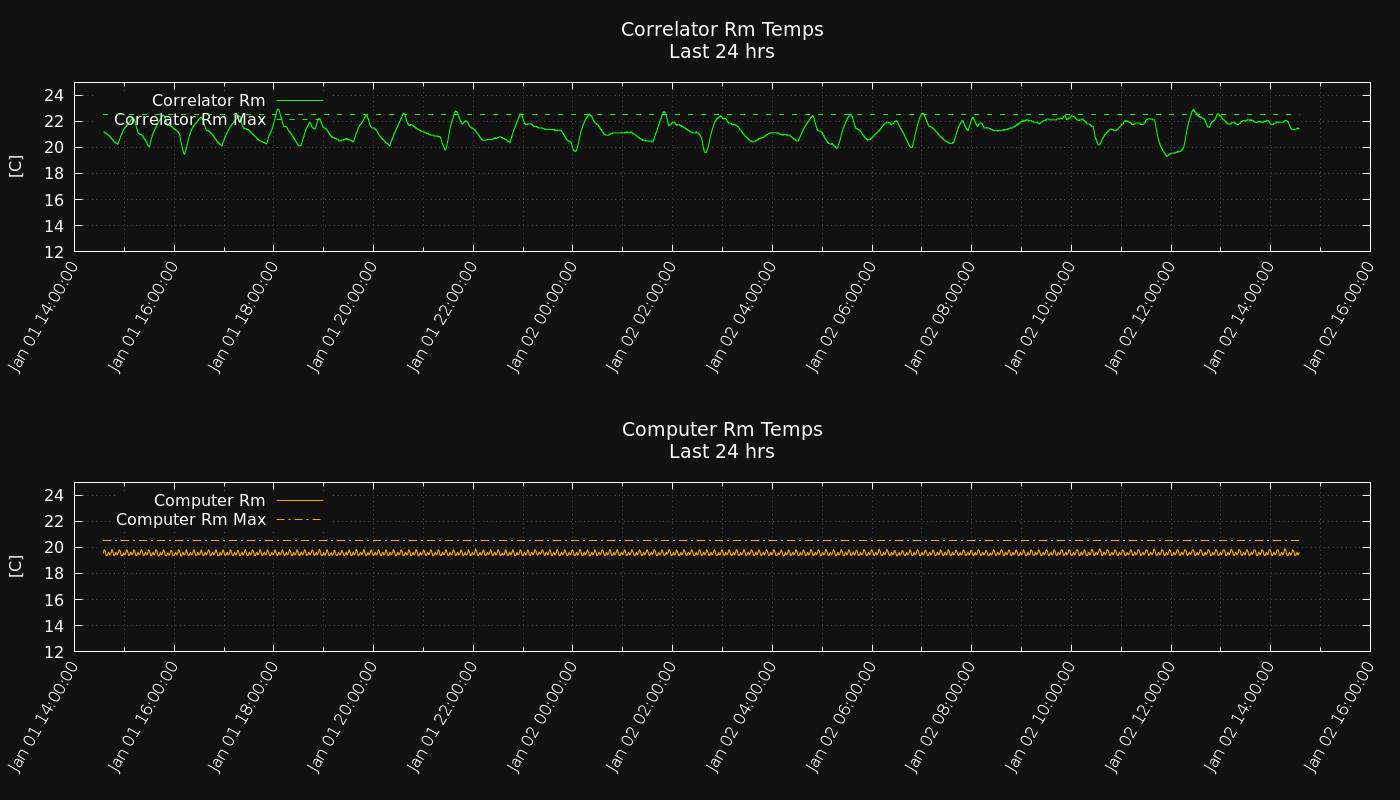 Correlator Rm Temps
Last 24 hrs
Correlator Rm
Correlator Rm Max
[C]
24
22
20
18
16
14
12
Jan 01 14:00:00
Jan 01 16:00:00
Jan 01 18:00:00
Jan 01 20:00:00
Jan 01 22:00:00
Jan 02 00:00:00
Jan 02 02:00:00
Jan 02 04:00:00
Jan 02 06:00:00
Jan 02 08:00:00
Jan 02 10:00:00
Jan 02 12:00:00
Jan 02 14:00:00
Jan 02 16:00:00
Computer Rm Temps
Last 24 hrs
Computer Rm
Computer Rm Max
[C]
24
22
20
18
16
14
12
Jan 01 14:00:00
Jan 01 16:00:00
Jan 01 18:00:00
Jan 01 20:00:00
Jan 01 22:00:00
Jan 02 00:00:00
Jan 02 02:00:00
Jan 02 04:00:00
Jan 02 06:00:00
Jan 02 08:00:00
Jan 02 10:00:00
Jan 02 12:00:00
Jan 02 14:00:00
Jan 02 16:00:00